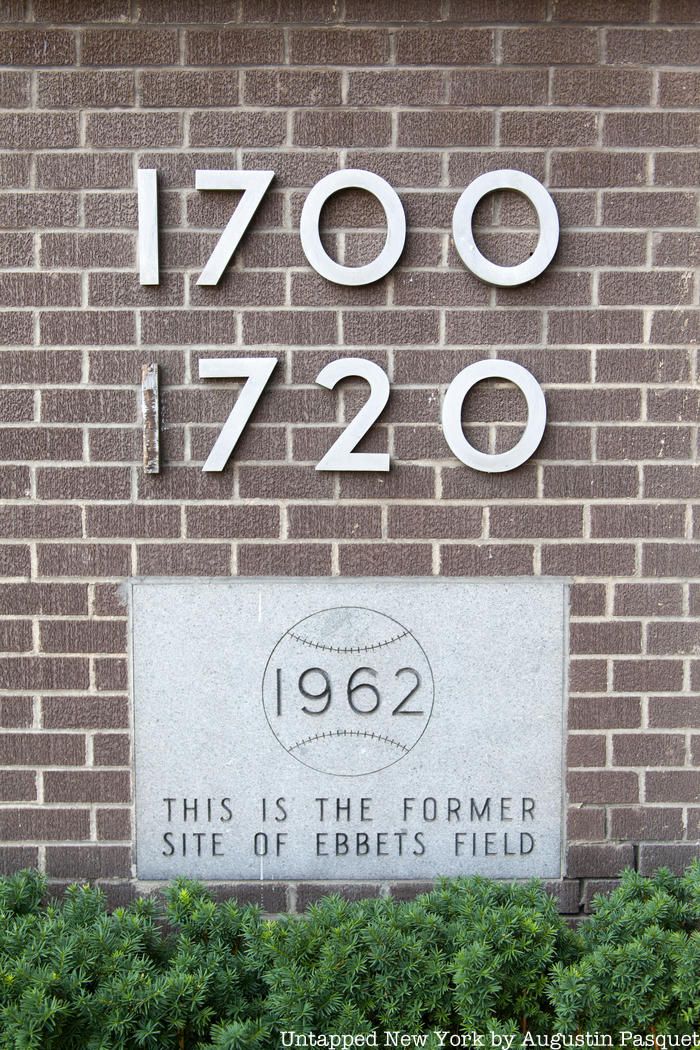 1700
1720
1962
THIS IS THE FORMER
SITE OF EBBETS FIELD
Untapped New York by Augustin Pasquet